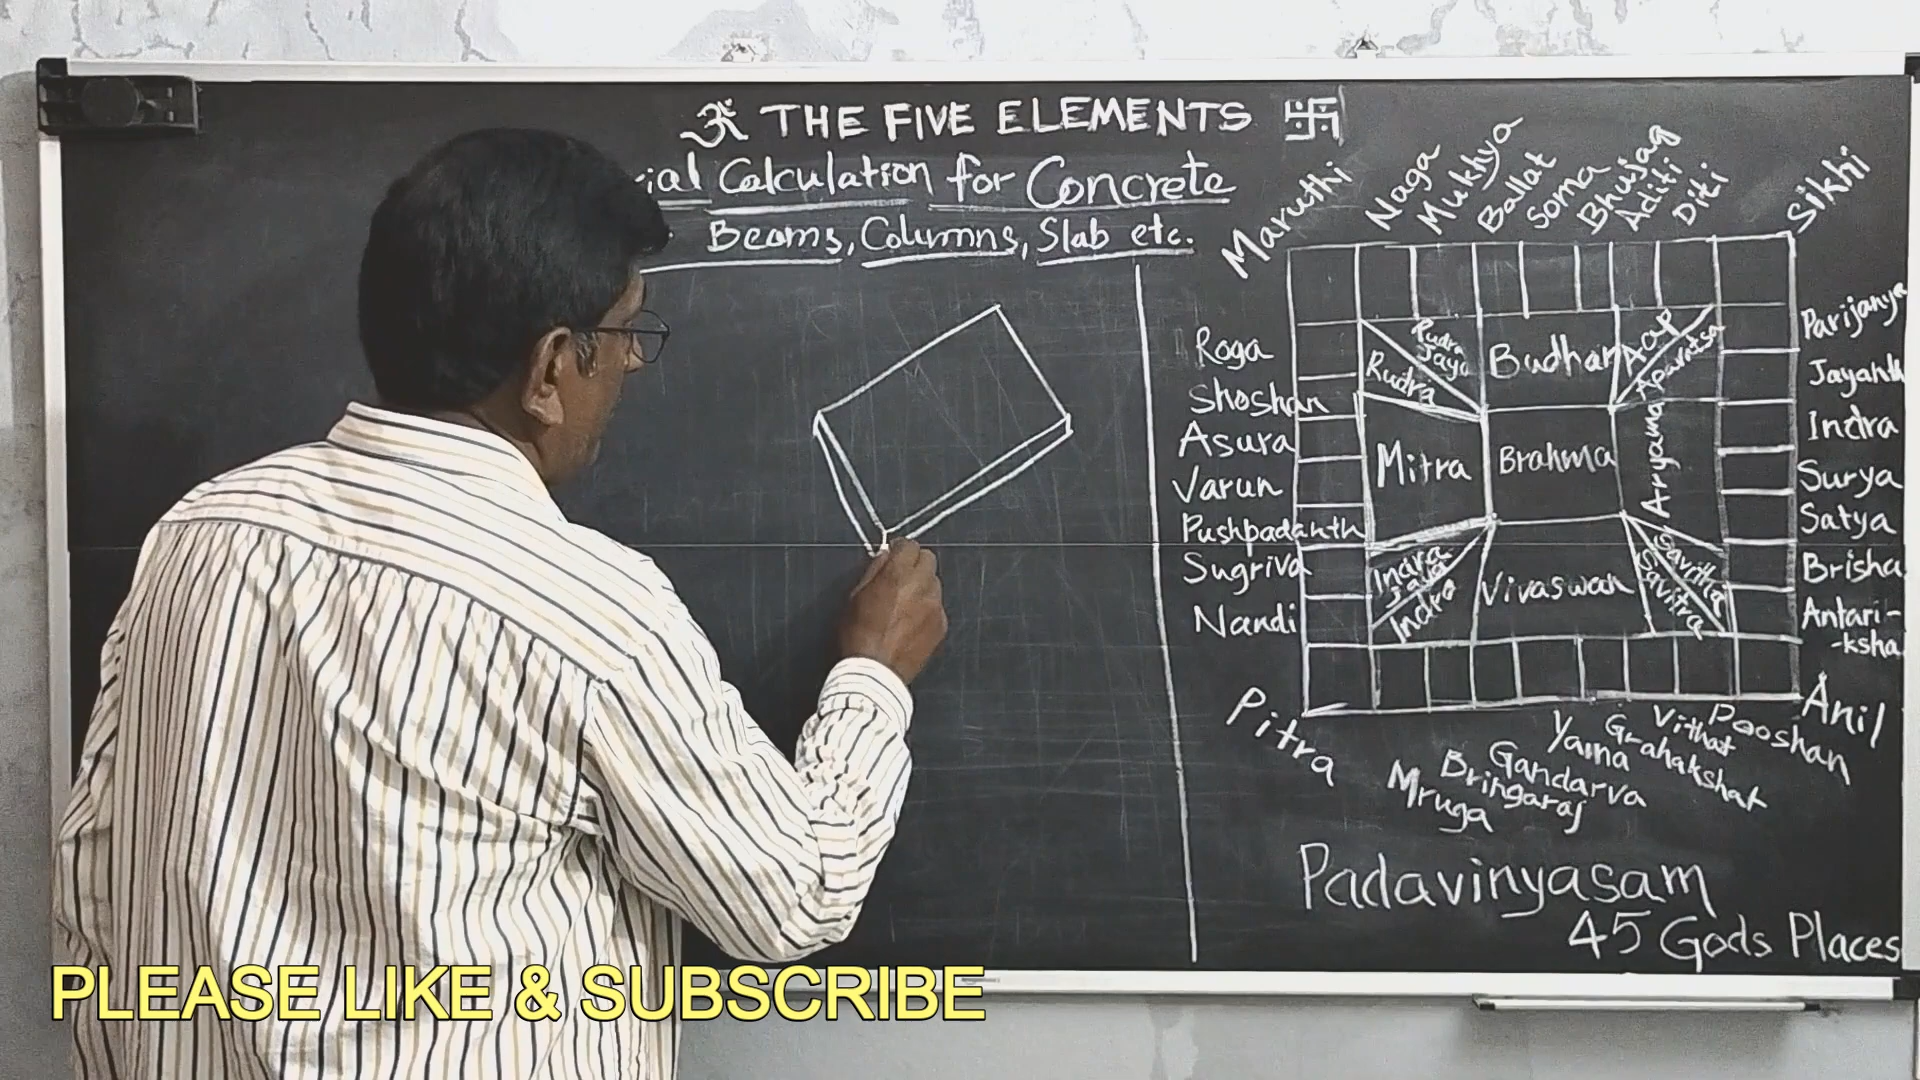 ॐ THE FIVE ELEMENTS 卐
ial Calculation for Concrete
Beams, Columns, Slab etc.
Maruthi
Naga
Mukhya
Ballat
Soma
Bhujag
Aditi
Diti
Sikhi
Roga
Shoshan
Asura
Varun
Pushpadanth
Sugriva
Nandi
Rudra Jaya
Rudra
Budhar
Aap
Aparatsa
Mitra
Brahma
Aryama
Indra Jaya
Indra
Vivaswan
Savitha
Savitra
Parijanya
Jayanth
Indra
Surya
Satya
Brisha
Antari-
-ksha
Anil
Pitra
Mruga
Bringaraj
Gandarva
Yama
Grahakshat
Vithat
Pooshan
Padavinyasam
45 Gods Places
PLEASE LIKE & SUBSCRIBE